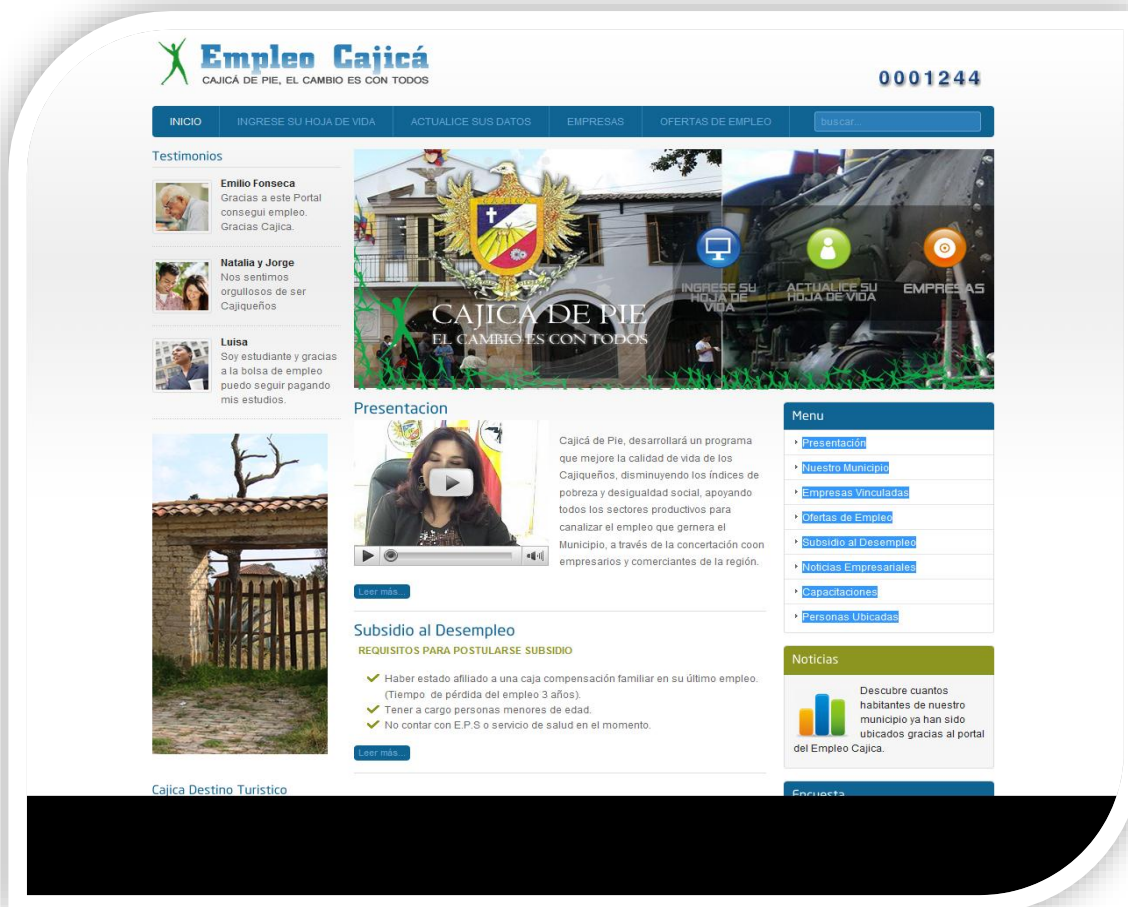 Empleo Cajicá
CAJICÁ DE PIE, EL CAMBIO ES CON TODOS
0001244
INICIO
INGRESE SU HOJA DE VIDA
ACTUALICE SUS DATOS
EMPRESAS
OFERTAS DE EMPLEO
buscar...
Testimonios
Emilio Fonseca
Gracias a este Portal
consegui empleo.
Gracias Cajica.
Natalia y Jorge
Nos sentimos
orgullosos de ser
Cajiqueños
Luisa
Soy estudiante y gracias
a la bolsa de empleo
puedo seguir pagando
mis estudios.
CAJICA DE PIE
EL CAMBIO ES CON TODOS
INGRESE SU
HOJA DE
VIDA
ACTUALICE SU
HOJA DE VIDA
EMPRESAS
Presentacion
Cajicá de Pie, desarrollará un programa
que mejore la calidad de vida de los
Cajiqueños, disminuyendo los índices de
pobreza y desigualdad social, apoyando
todos los sectores productivos para
canalizar el empleo que gernera el
Municipio, a través de la concertación coon
empresarios y comerciantes de la región.
Leer más...
Subsidio al Desempleo
REQUISITOS PARA POSTULARSE SUBSIDIO
Haber estado afiliado a una caja compensación familiar en su último empleo.
(Tiempo de pérdida del empleo 3 años).
Tener a cargo personas menores de edad.
No contar con E.P.S o servicio de salud en el momento.
Leer más...
Menu
Presentación
Nuestro Municipio
Empresas Vinculadas
Ofertas de Empleo
Subsidio al Desempleo
Noticias Empresariales
Capacitaciones
Personas Ubicadas
Noticias
Descubre cuantos
habitantes de nuestro
municipio ya han sido
ubicados gracias al portal
del Empleo Cajica.
Cajica Destino Turistico
Encuesta